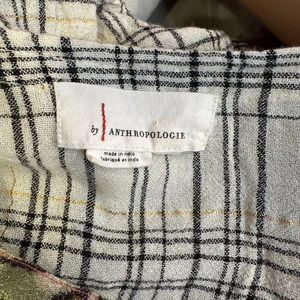 by ANTHROPOLOGIE
made in india
fabriqué en inde